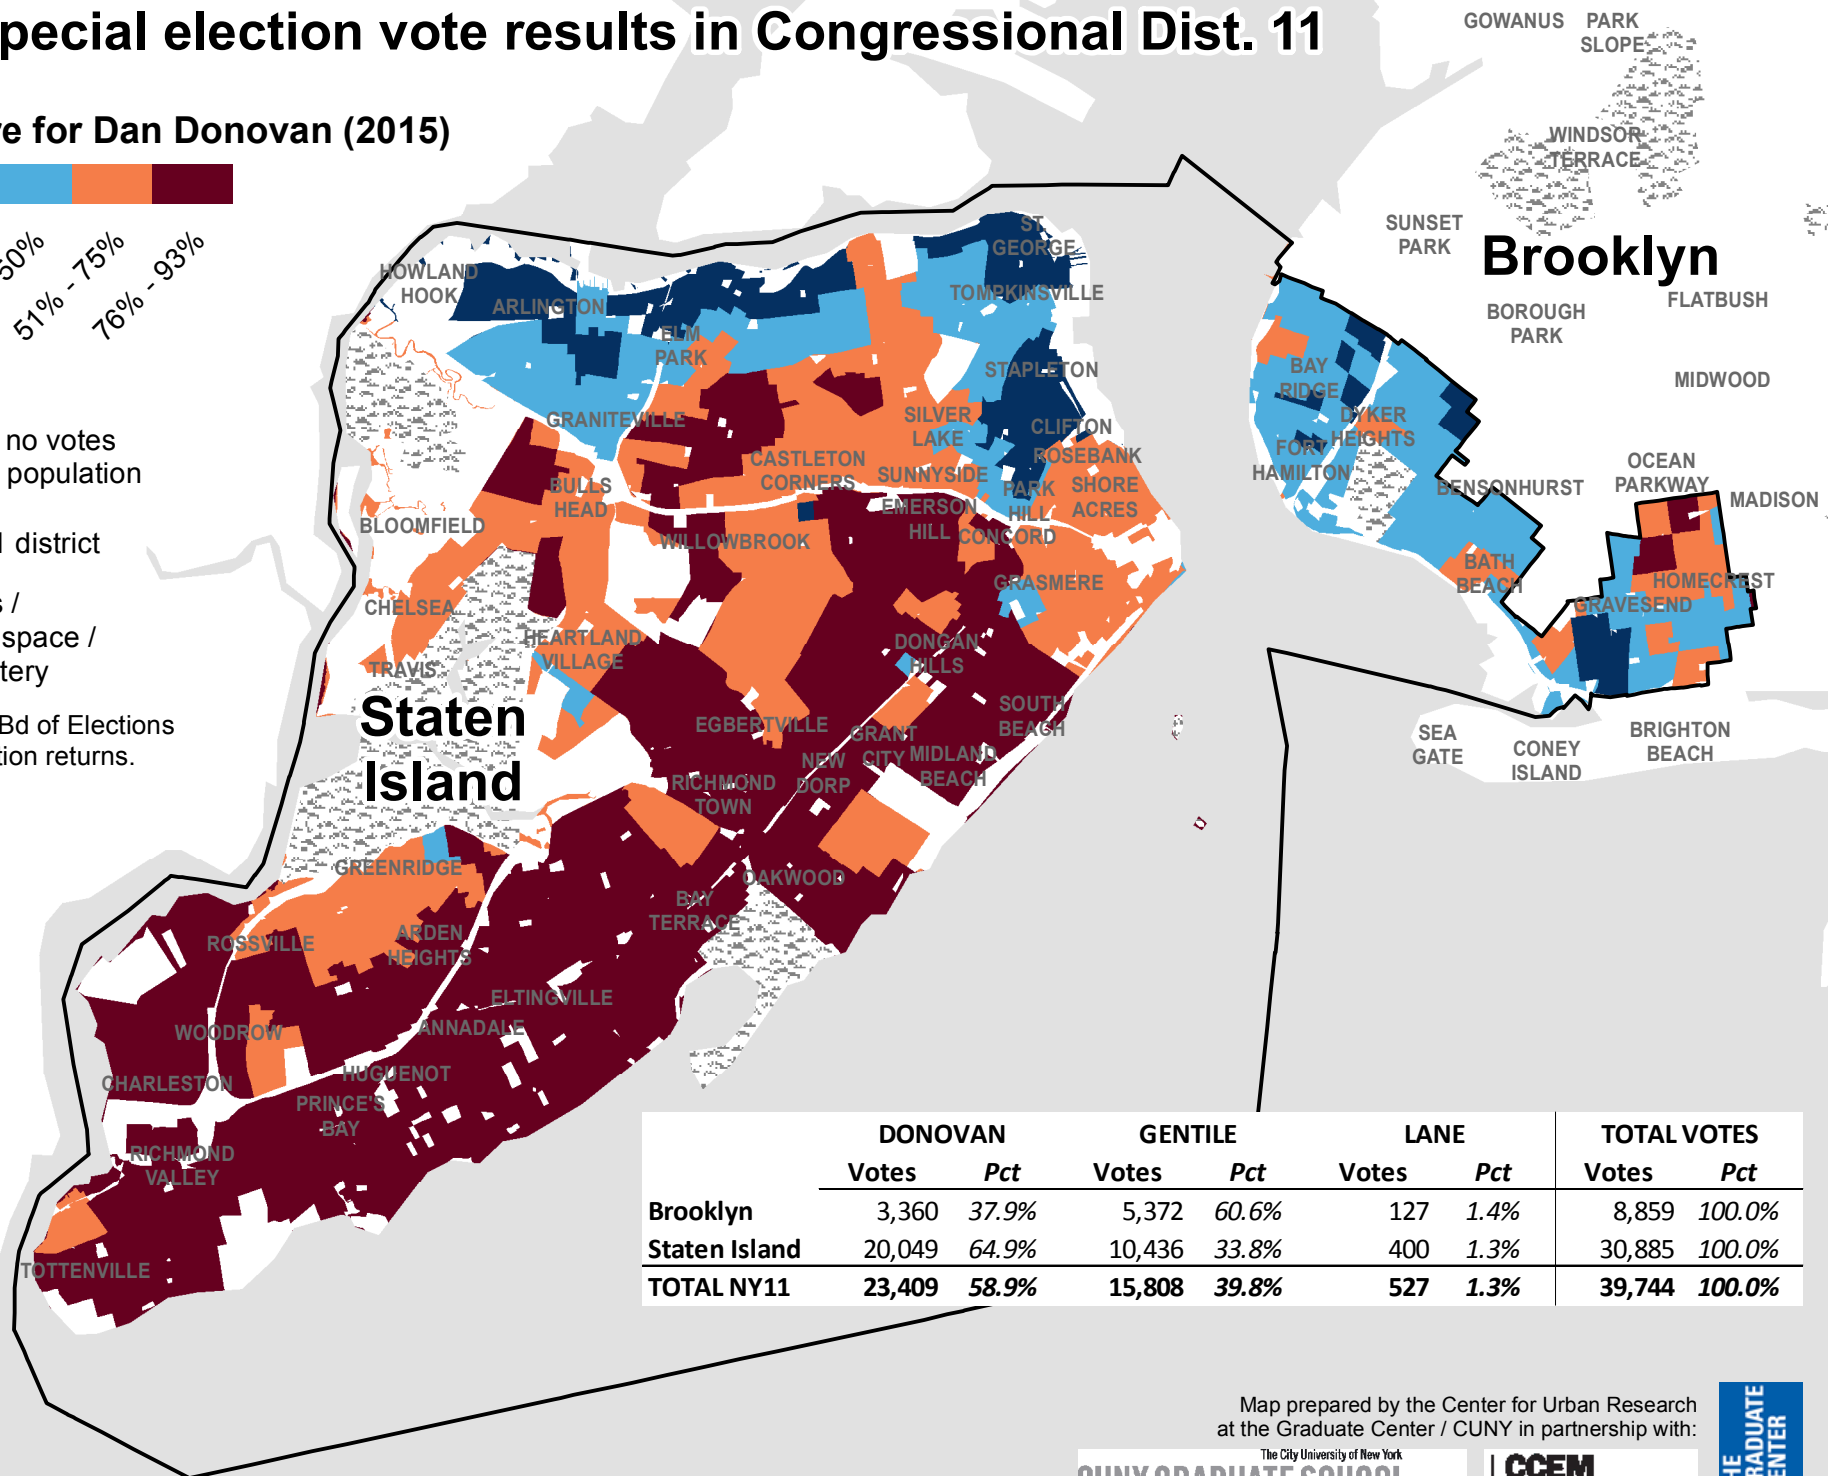 pecial election vote results in Congressional Dist. 11
e for Dan Donovan (2015)
50%
51% - 75%
76% - 93%
no votes
population
district
s /
space /
tery
Bd of Elections
tion returns.
GOWANUS
PARK
SLOPE
WINDSOR
TERRACE
SUNSET
PARK
Brooklyn
FLATBUSH
BOROUGH
PARK
MIDWOOD
OCEAN
PARKWAY
MADISON
BAY
RIDGE
DYKER
HEIGHTS
FORT
HAMILTON
BENSONHURST
BATH
BEACH
HOMECREST
GRAVESEND
SEA
GATE
CONEY
ISLAND
BRIGHTON
BEACH
HOWLAND
HOOK
ARLINGTON
ST.
GEORGE
TOMPKINSVILLE
ELM
PARK
STAPLETON
GRANITEVILLE
SILVER
LAKE
CLIFTON
ROSEBANK
CASTLETON
CORNERS
SUNNYSIDE
PARK
HILL
SHORE
ACRES
BULLS
HEAD
EMERSON
HILL
CONCORD
BLOOMFIELD
WILLOWBROOK
GRASMERE
CHELSEA
HEARTLAND
VILLAGE
DONGAN
HILLS
TRAVIS
Staten
Island
EGBERTVILLE
SOUTH
BEACH
GRANT
CITY
MIDLAND
BEACH
NEW
DORP
RICHMOND
TOWN
GREENRIDGE
OAKWOOD
BAY
TERRACE
ROSSVILLE
ARDEN
HEIGHTS
ELTINGVILLE
WOODROW
ANNADALE
CHARLESTON
HUGUENOT
PRINCE'S
BAY
RICHMOND
VALLEY
TOTTENVILLE
DONOVAN GENTILE LANE TOTAL VOTES
Votes Pct Votes Pct Votes Pct Votes Pct
Brooklyn 3,360 37.9% 5,372 60.6% 127 1.4% 8,859 100.0%
Staten Island 20,049 64.9% 10,436 33.8% 400 1.3% 30,885 100.0%
TOTAL NY11 23,409 58.9% 15,808 39.8% 527 1.3% 39,744 100.0%
Map prepared by the Center for Urban Research
at the Graduate Center / CUNY in partnership with:
The City University of New York
CUNY GRADUATE SCHOOL
CCEM
THE
GRADUATE
CENTER